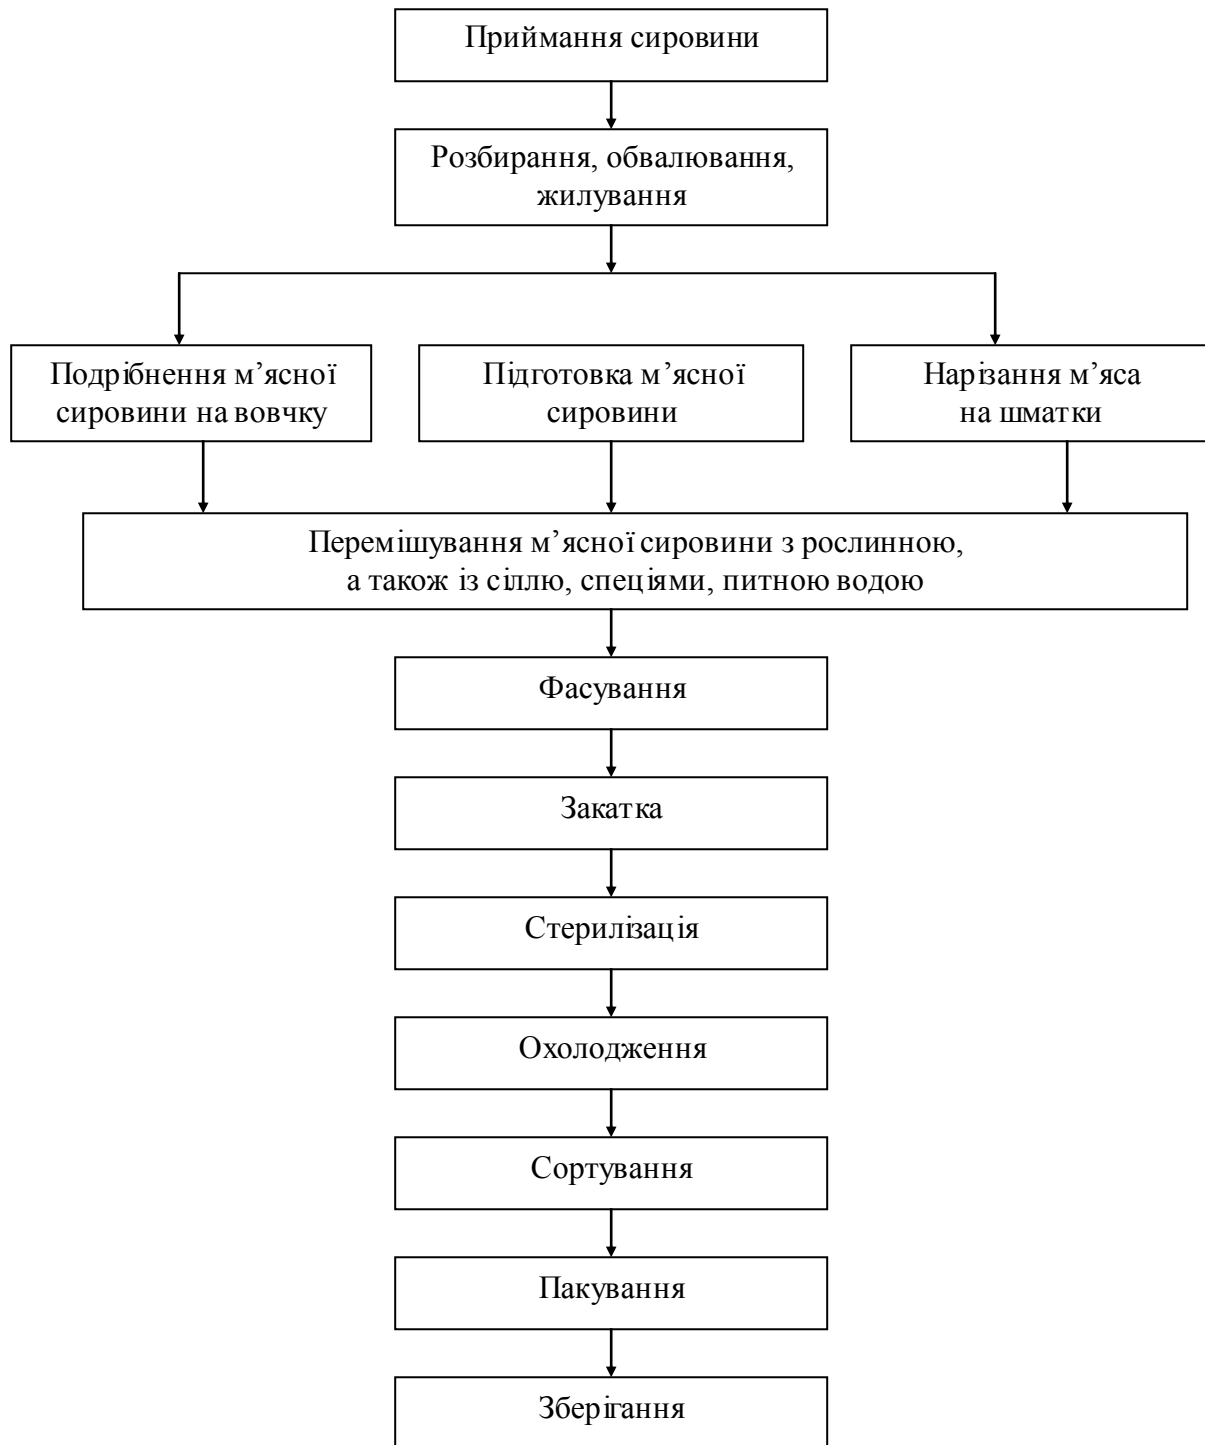 Приймання сировини
Розбирання, обвалювання,
жилування
Подрібнення м’ясної
сировини на вовчку
Підготовка м’ясної
сировини
Нарізання м’яса
на шматки
Перемішування м’ясної сировини з рослинною,
а також із сіллю, спеціями, питною водою
Фасування
Закатка
Стерилізація
Охолодження
Сортування
Пакування
Зберігання